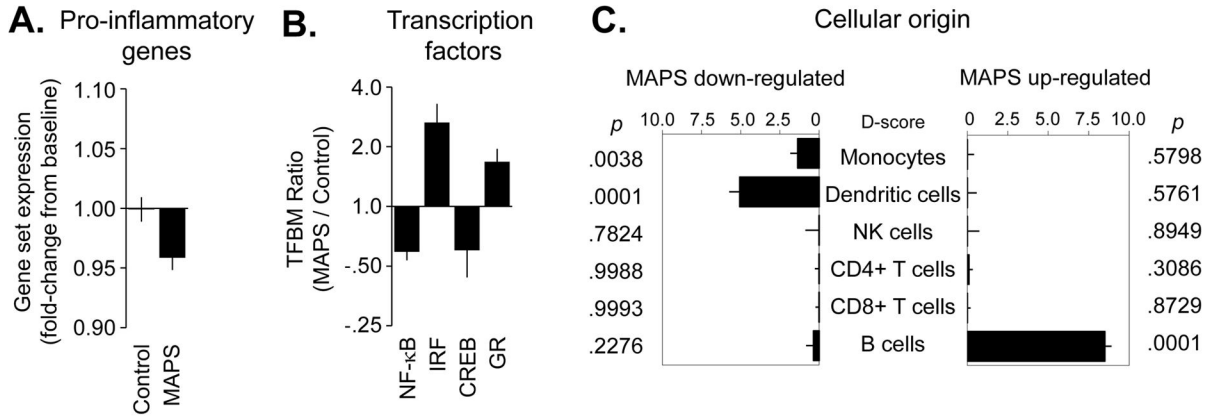 A.
Pro-inflammatory
genes
Gene set expression
(fold-change from baseline)
1.10
1.05
1.00
0.95
0.90
Control
MAPS
B.
Transcription
factors
TFBM Ratio
(MAPS / Control)
4.0
2.0
1.0
-.50
-.25
NF-κB
IRF
CREB
GR
C.
Cellular origin
MAPS down-regulated
MAPS up-regulated
p
10.0 7.5 5.0 2.5 0
D-score
0 2.5 5.0 7.5 10.0
p
.0038 Monocytes .5798
.0001 Dendritic cells .5761
.7824 NK cells .8949
.9988 CD4+ T cells .3086
.9993 CD8+ T cells .8729
.2276 B cells .0001